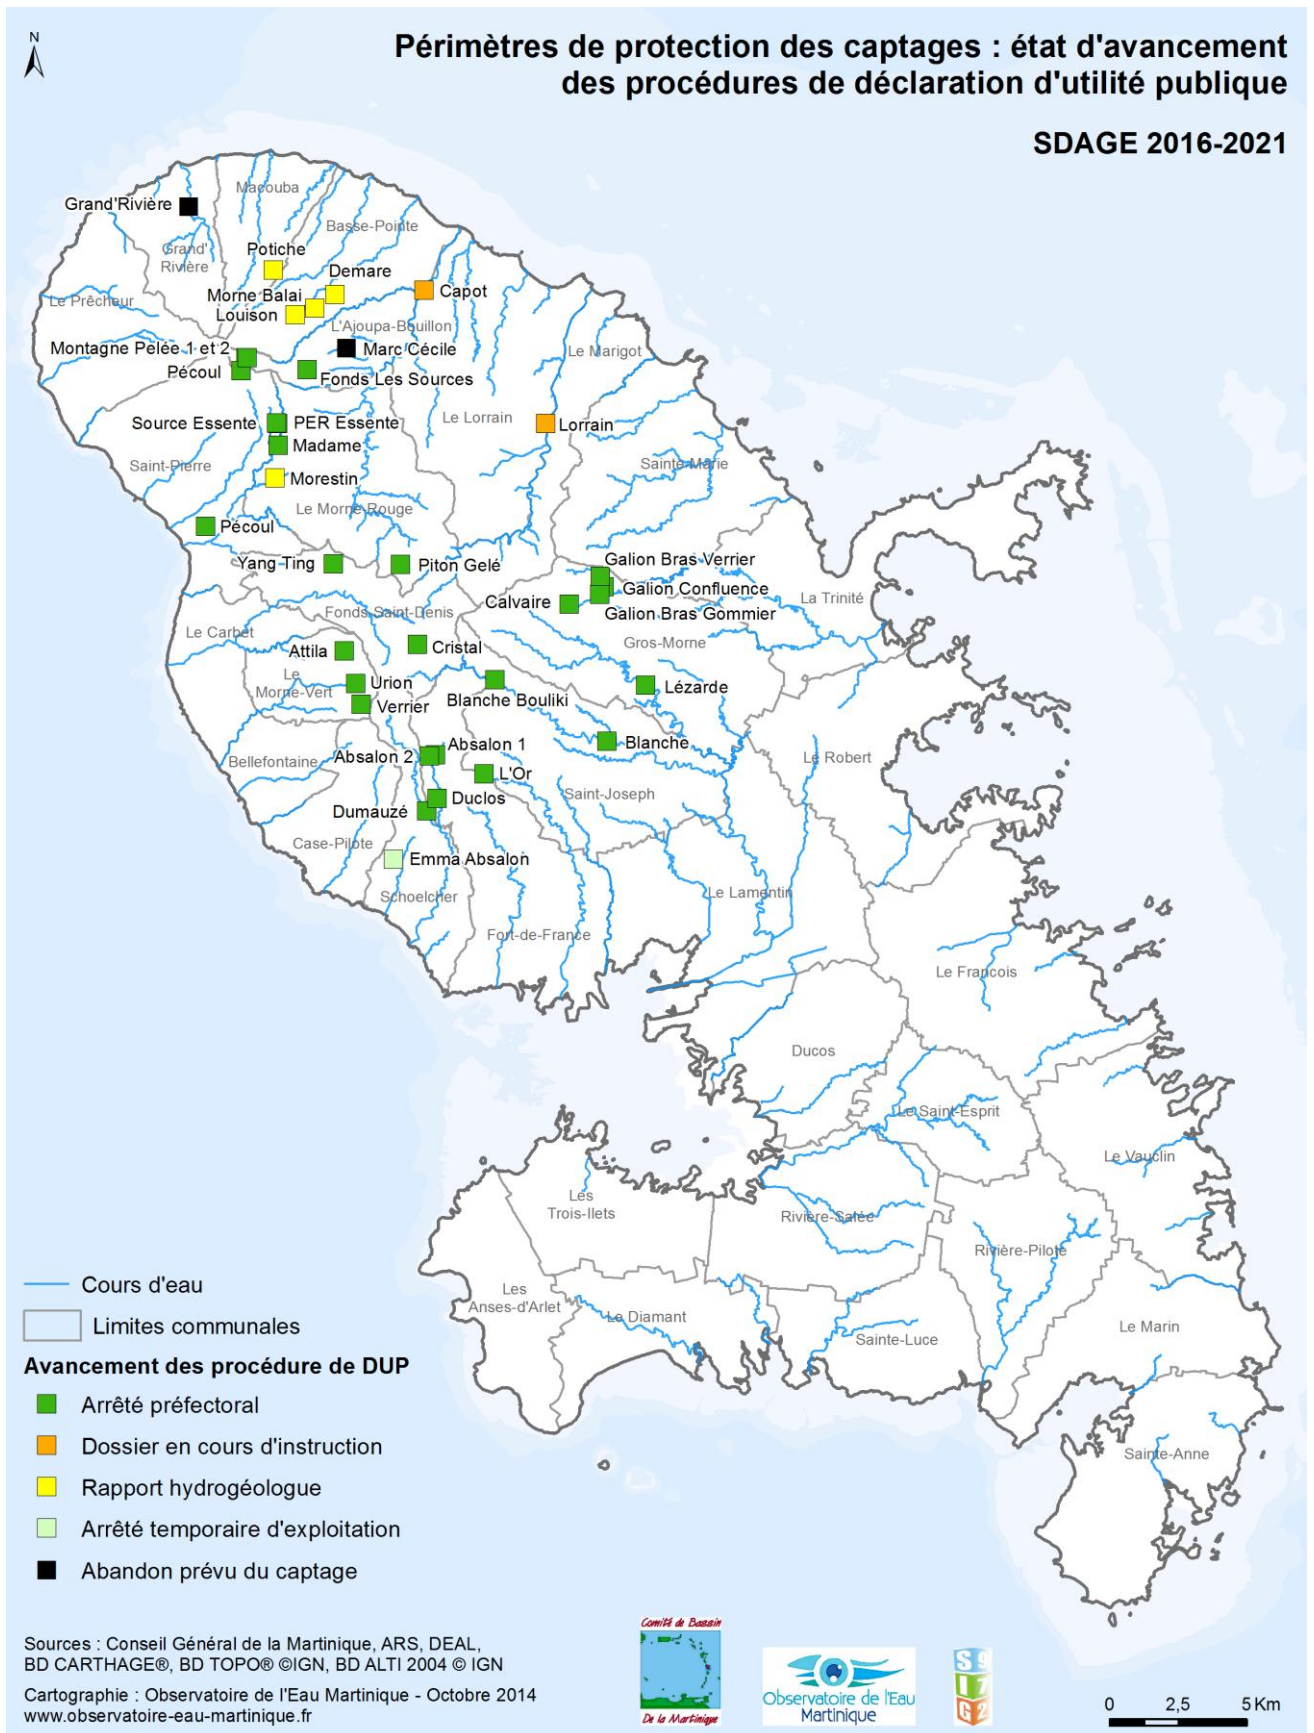 N
Périmètres de protection des captages : état d'avancement
des procédures de déclaration d'utilité publique
SDAGE 2016-2021
Macouba
Grand'Rivière
Basse-Pointe
Grand'
Rivière
Potiche
Demare
Le Prêcheur
Morne Balai
Capot
Louison
L'Ajoupa-Bouillon
Montagne Pelée 1 et 2
Marc Cécile
Le Marigot
Pécoul
Fonds Les Sources
Le Lorrain
Source Essente
PER Essente
Lorrain
Madame
Saint-Pierre
Sainte-Marie
Morestin
Le Morne-Rouge
Pécoul
Yang Ting
Piton Gelé
Galion Bras Verrier
Galion Confluence
Calvaire
La Trinité
Fonds-Saint-Denis
Galion Bras Gommier
Le Carbet
Gros-Morne
Attila
Cristal
Le
Morne-Vert
Urion
Lézarde
Blanche Bouliki
Verrier
Absalon 1
Blanche
Absalon 2
Le Robert
Bellefontaine
L'Or
Saint-Joseph
Duclos
Dumauzé
Case-Pilote
Emma Absalon
Schoelcher
Le Lamentin
Fort-de-France
Le François
Ducos
Le Saint-Esprit
Le Vauclin
Les
Trois-Ilets
Rivière-Salée
Rivière-Pilote
Les
Anses-d'Arlet
Le Diamant
Sainte-Luce
Le Marin
Sainte-Anne
Cours d'eau
Limites communales
Avancement des procédure de DUP
Arrêté préfectoral
Dossier en cours d'instruction
Rapport hydrogéologue
Arrêté temporaire d'exploitation
Abandon prévu du captage
Sources : Conseil Général de la Martinique, ARS, DEAL,
BD CARTHAGE®, BD TOPO® ©IGN, BD ALTI 2004 © IGN
Cartographie : Observatoire de l'Eau Martinique - Octobre 2014
www.observatoire-eau-martinique.fr
Comité de Bassin
De la Martinique
Observatoire de l'Eau
Martinique
S9
I7
G2
0 2,5 5 Km